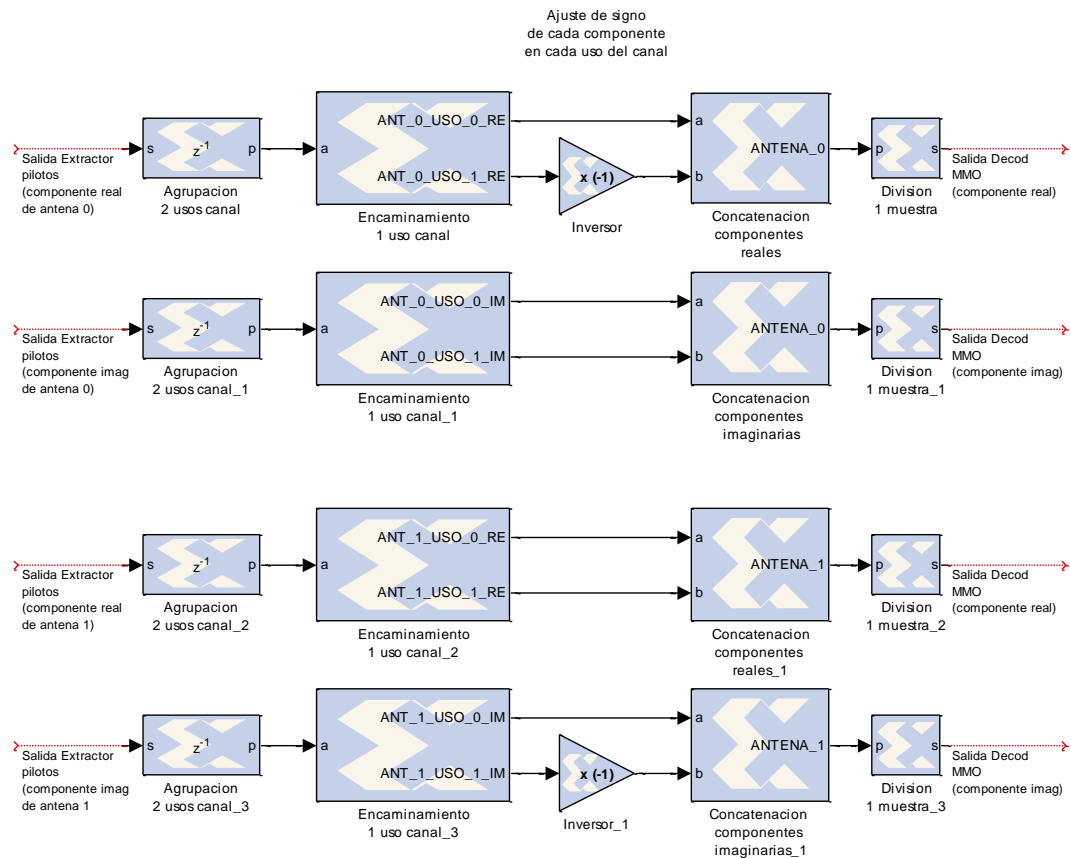 Ajuste de signo
de cada componente
en cada uso del canal
Salida Extractor
pilotos
(componente real
de antena 0)
s
z-1
p
Agrupacion
2 usos canal
a
ANT_0_USO_0_RE
ANT_0_USO_1_RE
Encaminamiento
1 uso canal
x (-1)
Inversor
a
b
ANTENA_0
Concatenacion
componentes
reales
p
s
Division
1 muestra
Salida Decod
MMO
(componente real)
Salida Extractor
pilotos
(componente imag
de antena 0)
s
z-1
p
Agrupacion
2 usos canal_1
a
ANT_0_USO_0_IM
ANT_0_USO_1_IM
Encaminamiento
1 uso canal_1
a
b
ANTENA_0
Concatenacion
componentes
imaginarias
p
s
Division
1 muestra_1
Salida Decod
MMO
(componente imag)
Salida Extractor
pilotos
(componente real
de antena 1)
s
z-1
p
Agrupacion
2 usos canal_2
a
ANT_1_USO_0_RE
ANT_1_USO_1_RE
Encaminamiento
1 uso canal_2
a
b
ANTENA_1
Concatenacion
componentes
reales_1
p
s
Division
1 muestra_2
Salida Decod
MMO
(componente real)
Salida Extractor
pilotos
(componente imag
de antena 1
s
z-1
p
Agrupacion
2 usos canal_3
a
ANT_1_USO_0_IM
ANT_1_USO_1_IM
Encaminamiento
1 uso canal_3
x (-1)
Inversor_1
a
b
ANTENA_1
Concatenacion
componentes
imaginarias_1
p
s
Division
1 muestra_3
Salida Decod
MMO
(componente imag)